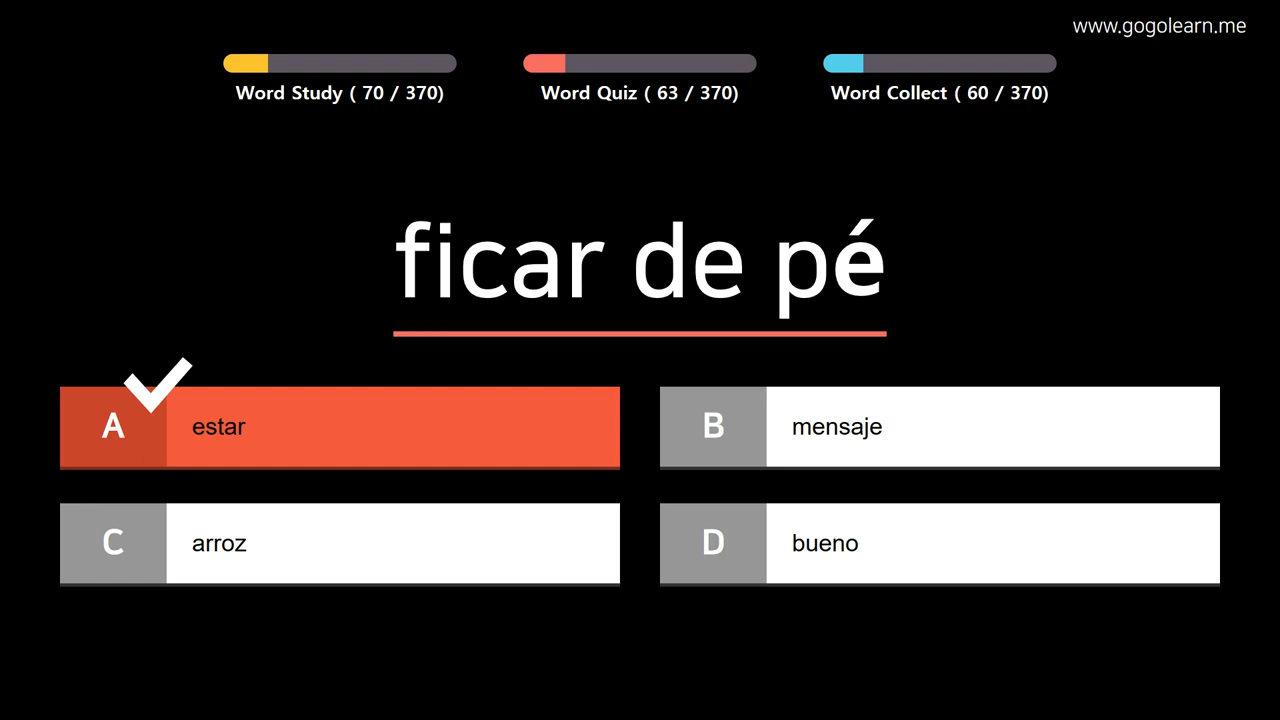 www.gogolearn.me
Word Study ( 70 / 370)
Word Quiz ( 63 / 370)
Word Collect ( 60 / 370)
ficar de pé
A estar
B mensaje
C arroz
D bueno